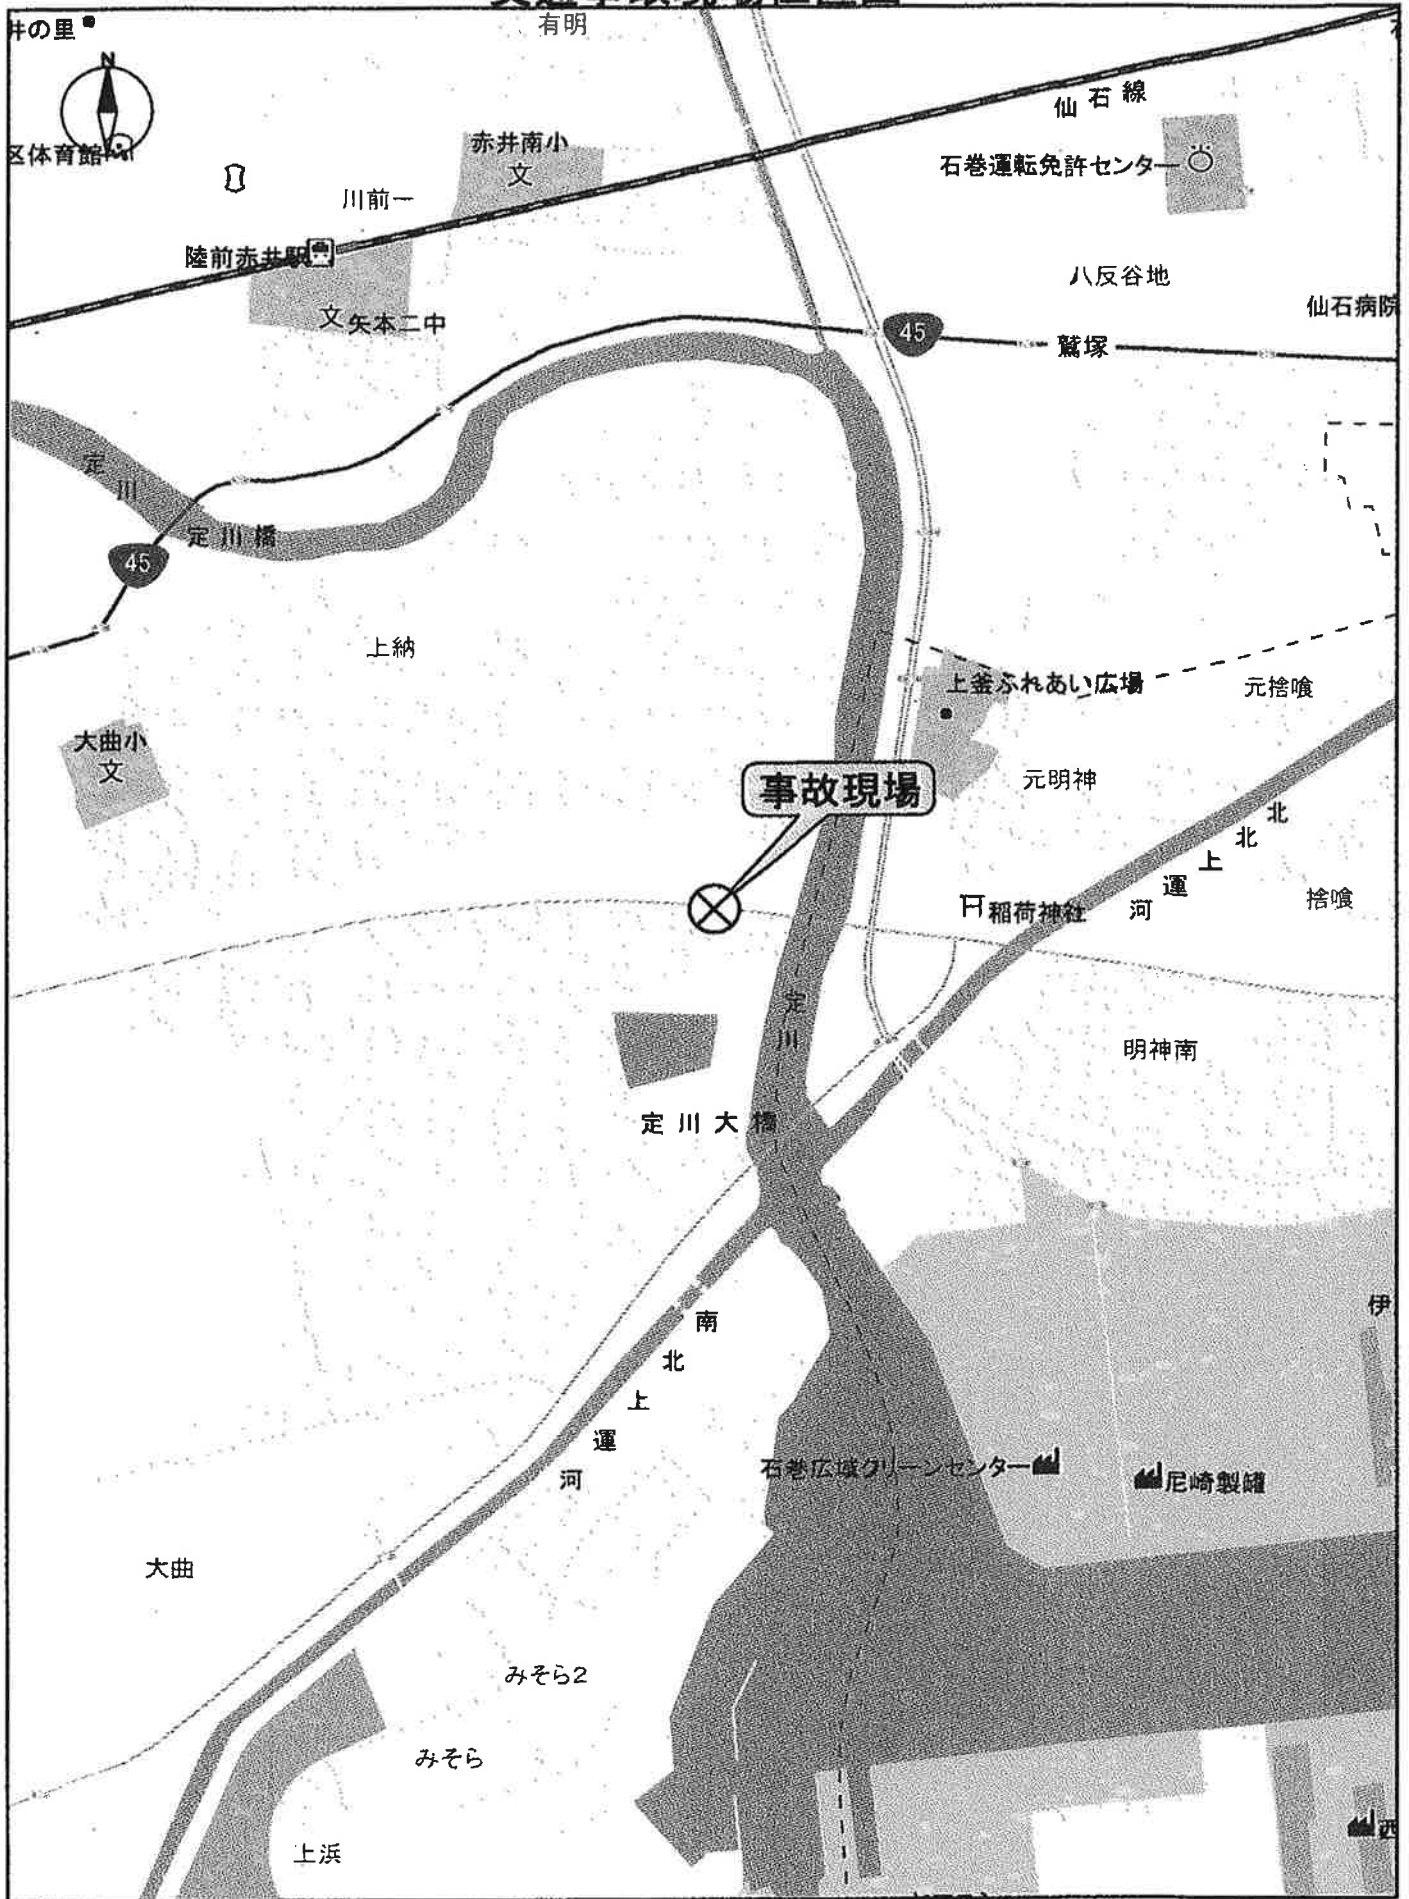 有明
井の里
N
仙石線
区体育館
赤井南小
文
石巻運転免許センター
川前一
陸前赤井駅
八反谷地
仙石病院
文 矢本二中
45
鷲塚
定川
定川橋
45
上納
上釜ふれあい広場
元捨喰
大曲小
文
元明神
事故現場
北北上運河
稲荷神社
捨喰
定川
明神南
定川大橋
伊
南北上運河
石巻広域クリーンセンター
尼崎製罐
大曲
みそら2
みそら
西
上浜